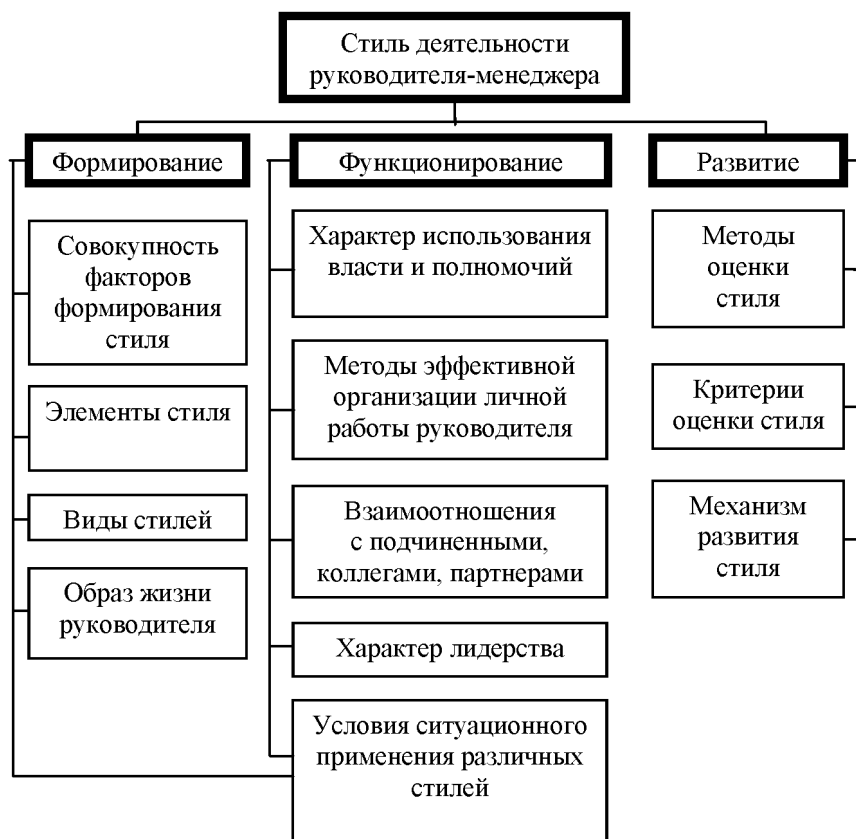 Стиль деятельности
руководителя-менеджера
Формирование
Функционирование
Развитие
Совокупность
факторов
формирования
стиля
Элементы стиля
Виды стилей
Образ жизни
руководителя
Характер использования
власти и полномочий
Методы эффективной
организации личной
работы руководителя
Взаимоотношения
с подчиненными,
коллегами, партнерами
Характер лидерства
Условия ситуационного
применения различных
стилей
Методы
оценки
стиля
Критерии
оценки стиля
Механизм
развития
стиля